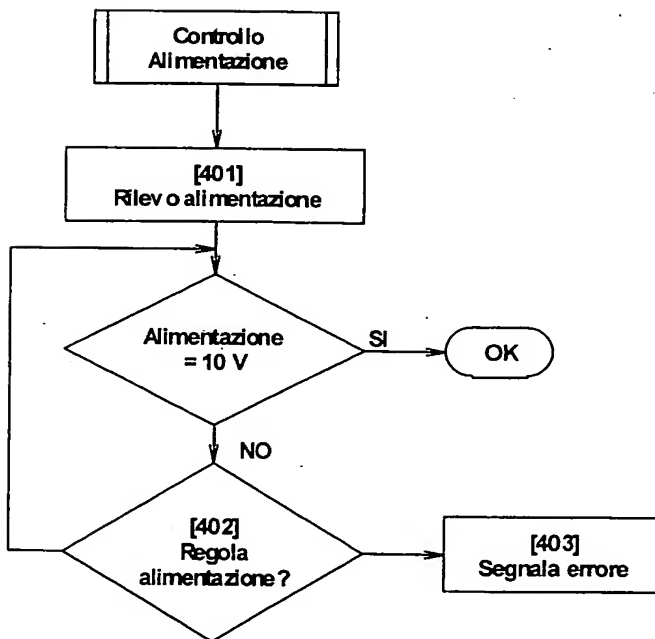 Controllo
Alimentazione
[401]
Rilevo alimentazione
Alimentazione
= 10 V
SI
OK
NO
[402]
Regola
alimentazione?
[403]
Segnala errore